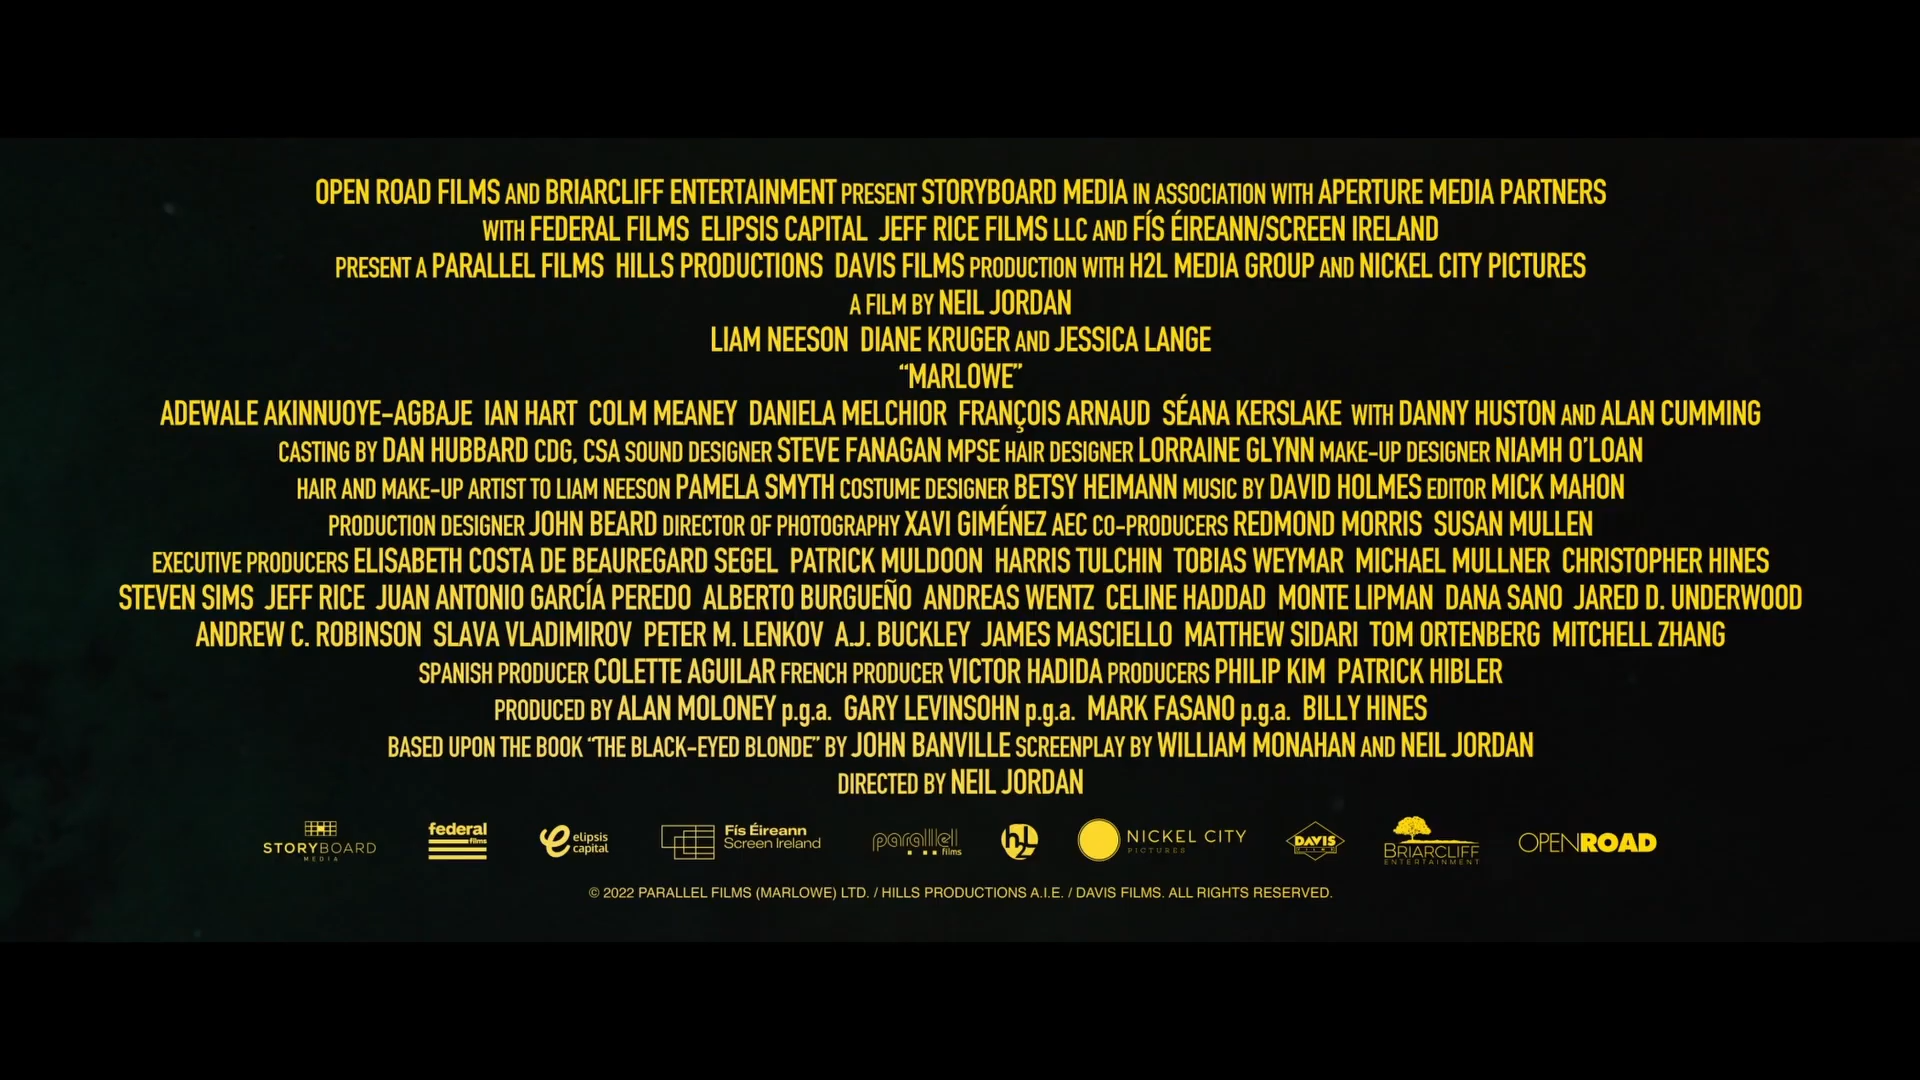 OPEN ROAD FILMS AND BRIARCLIFF ENTERTAINMENT PRESENT STORYBOARD MEDIA IN ASSOCIATION WITH APERTURE MEDIA PARTNERS
WITH FEDERAL FILMS ELIPSIS CAPITAL JEFF RICE FILMS LLC AND FÍS ÉIREANN/SCREEN IRELAND
PRESENT A PARALLEL FILMS HILLS PRODUCTIONS DAVIS FILMS PRODUCTION WITH H2L MEDIA GROUP AND NICKEL CITY PICTURES
A FILM BY NEIL JORDAN
LIAM NEESON DIANE KRUGER AND JESSICA LANGE
“MARLOWE”
ADEWALE AKINNUOYE-AGBAJE IAN HART COLM MEANEY DANIELA MELCHIOR FRANÇOIS ARNAUD SÉANA KERSLAKE WITH DANNY HUSTON AND ALAN CUMMING
CASTING BY DAN HUBBARD CDG, CSA SOUND DESIGNER STEVE FANAGAN MPSE HAIR DESIGNER LORRAINE GLYNN MAKE-UP DESIGNER NIAMH O’LOAN
HAIR AND MAKE-UP ARTIST TO LIAM NEESON PAMELA SMYTH COSTUME DESIGNER BETSY HEIMANN MUSIC BY DAVID HOLMES EDITOR MICK MAHON
PRODUCTION DESIGNER JOHN BEARD DIRECTOR OF PHOTOGRAPHY XAVI GIMÉNEZ AEC CO-PRODUCERS REDMOND MORRIS SUSAN MULLEN
EXECUTIVE PRODUCERS ELISABETH COSTA DE BEAUREGARD SEGEL PATRICK MULDOON HARRIS TULCHIN TOBIAS WEYMAR MICHAEL MULLNER CHRISTOPHER HINES
STEVEN SIMS JEFF RICE JUAN ANTONIO GARCÍA PEREDO ALBERTO BURGUEÑO ANDREAS WENTZ CELINE HADDAD MONTE LIPMAN DANA SANO JARED D. UNDERWOOD
ANDREW C. ROBINSON SLAVA VLADIMIROV PETER M. LENKOV A.J. BUCKLEY JAMES MASCIELLO MATTHEW SIDARI TOM ORTENBERG MITCHELL ZHANG
SPANISH PRODUCER COLETTE AGUILAR FRENCH PRODUCER VICTOR HADIDA PRODUCERS PHILIP KIM PATRICK HIBLER
PRODUCED BY ALAN MOLONEY p.g.a. GARY LEVINSOHN p.g.a. MARK FASANO p.g.a. BILLY HINES
BASED UPON THE BOOK “THE BLACK-EYED BLONDE” BY JOHN BANVILLE SCREENPLAY BY WILLIAM MONAHAN AND NEIL JORDAN
DIRECTED BY NEIL JORDAN
STORYBOARD
MEDIA
federal
films
elipsis
capital
Fís Éireann
Screen Ireland
parallel
films
h2L
NICKEL CITY
PICTURES
DAVIS
FILMS
BRIARCLIFF
ENTERTAINMENT
OPENROAD
© 2022 PARALLEL FILMS (MARLOWE) LTD. / HILLS PRODUCTIONS A.I.E. / DAVIS FILMS. ALL RIGHTS RESERVED.